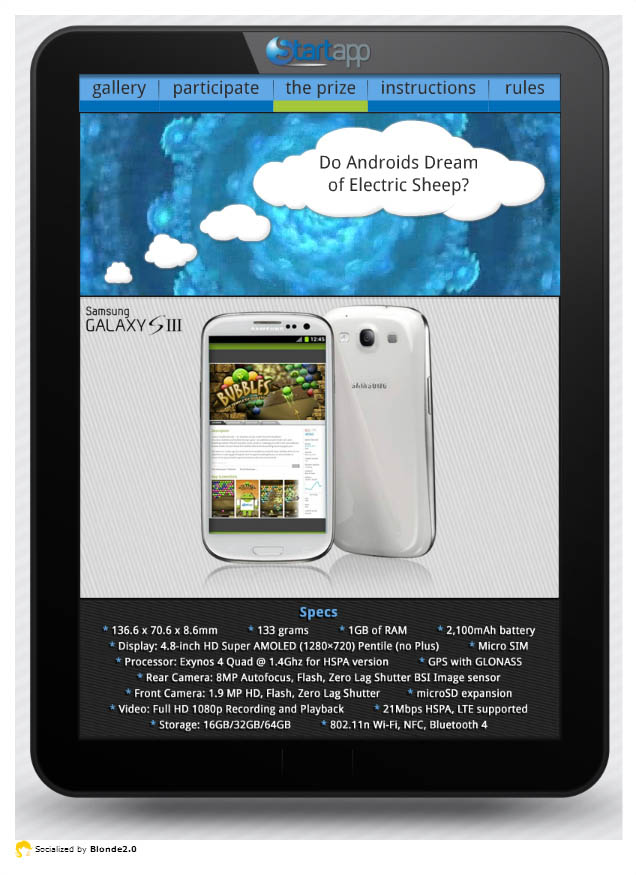 Startapp
gallery participate the prize instructions rules
Do Androids Dream
of Electric Sheep?
Samsung
GALAXY S III
SAMSUNG
12:45
BUBBLES
SAMSUNG
Specs
* 136.6 x 70.6 x 8.6mm * 133 grams * 1GB of RAM * 2,100mAh battery
* Display: 4.8-inch HD Super AMOLED (1280×720) Pentile (no Plus) * Micro SIM
* Processor: Exynos 4 Quad @ 1.4Ghz for HSPA version * GPS with GLONASS
* Rear Camera: 8MP Autofocus, Flash, Zero Lag Shutter BSI Image sensor
* Front Camera: 1.9 MP HD, Flash, Zero Lag Shutter * microSD expansion
* Video: Full HD 1080p Recording and Playback * 21Mbps HSPA, LTE supported
* Storage: 16GB/32GB/64GB * 802.11n Wi-Fi, NFC, Bluetooth 4
Socialized by Blonde2.0